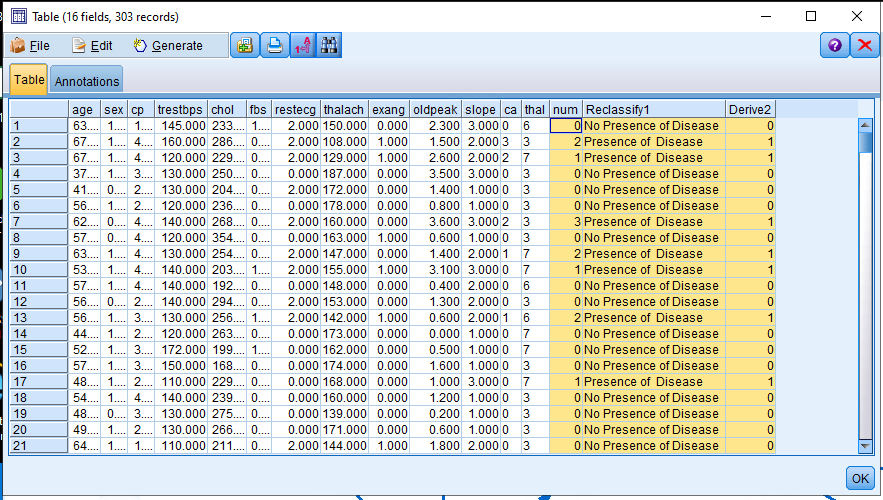 Table (16 fields, 303 records)
File Edit Generate
Table Annotations
age sex cp trestbps chol fbs restecg thalach exang oldpeak slope ca thal num Reclassify1 Derive2
1 63.... 1.... 1.... 145.000 233.... 1.... 2.000 150.000 0.000 2.300 3.000 0 6 0 No Presence of Disease 0
2 67.... 1.... 4.... 160.000 286.... 0.... 2.000 108.000 1.000 1.500 2.000 3 3 2 Presence of Disease 1
3 67.... 1.... 4.... 120.000 229.... 0.... 2.000 129.000 1.000 2.600 2.000 2 7 1 Presence of Disease 1
4 37.... 1.... 3.... 130.000 250.... 0.... 0.000 187.000 0.000 3.500 3.000 0 3 0 No Presence of Disease 0
5 41.... 0.... 2.... 130.000 204.... 0.... 2.000 172.000 0.000 1.400 1.000 0 3 0 No Presence of Disease 0
6 56.... 1.... 2.... 120.000 236.... 0.... 0.000 178.000 0.000 0.800 1.000 0 3 0 No Presence of Disease 0
7 62.... 0.... 4.... 140.000 268.... 0.... 2.000 160.000 0.000 3.600 3.000 2 3 3 Presence of Disease 1
8 57.... 0.... 4.... 120.000 354.... 0.... 0.000 163.000 1.000 0.600 1.000 0 3 0 No Presence of Disease 0
9 63.... 1.... 4.... 130.000 254.... 0.... 2.000 147.000 0.000 1.400 2.000 1 7 2 Presence of Disease 1
10 53.... 1.... 4.... 140.000 203.... 1.... 2.000 155.000 1.000 3.100 3.000 0 7 1 Presence of Disease 1
11 57.... 1.... 4.... 140.000 192.... 0.... 0.000 148.000 0.000 0.400 2.000 0 6 0 No Presence of Disease 0
12 56.... 0.... 2.... 140.000 294.... 0.... 2.000 153.000 0.000 1.300 2.000 0 3 0 No Presence of Disease 0
13 56.... 1.... 3.... 130.000 256.... 1.... 2.000 142.000 1.000 0.600 2.000 1 6 2 Presence of Disease 1
14 44.... 1.... 2.... 120.000 263.... 0.... 0.000 173.000 0.000 0.000 1.000 0 7 0 No Presence of Disease 0
15 52.... 1.... 3.... 172.000 199.... 1.... 0.000 162.000 0.000 0.500 1.000 0 7 0 No Presence of Disease 0
16 57.... 1.... 3.... 150.000 168.... 0.... 0.000 174.000 0.000 1.600 1.000 0 3 0 No Presence of Disease 0
17 48.... 1.... 2.... 110.000 229.... 0.... 0.000 168.000 0.000 1.000 3.000 0 7 1 Presence of Disease 1
18 54.... 1.... 4.... 140.000 239.... 0.... 0.000 160.000 0.000 1.200 1.000 0 3 0 No Presence of Disease 0
19 48.... 0.... 3.... 130.000 275.... 0.... 0.000 139.000 0.000 0.200 1.000 0 3 0 No Presence of Disease 0
20 49.... 1.... 2.... 130.000 266.... 0.... 0.000 171.000 0.000 0.600 1.000 0 3 0 No Presence of Disease 0
21 64.... 1.... 1.... 110.000 211.... 0.... 2.000 144.000 1.000 1.800 2.000 0 3 0 No Presence of Disease 0
OK